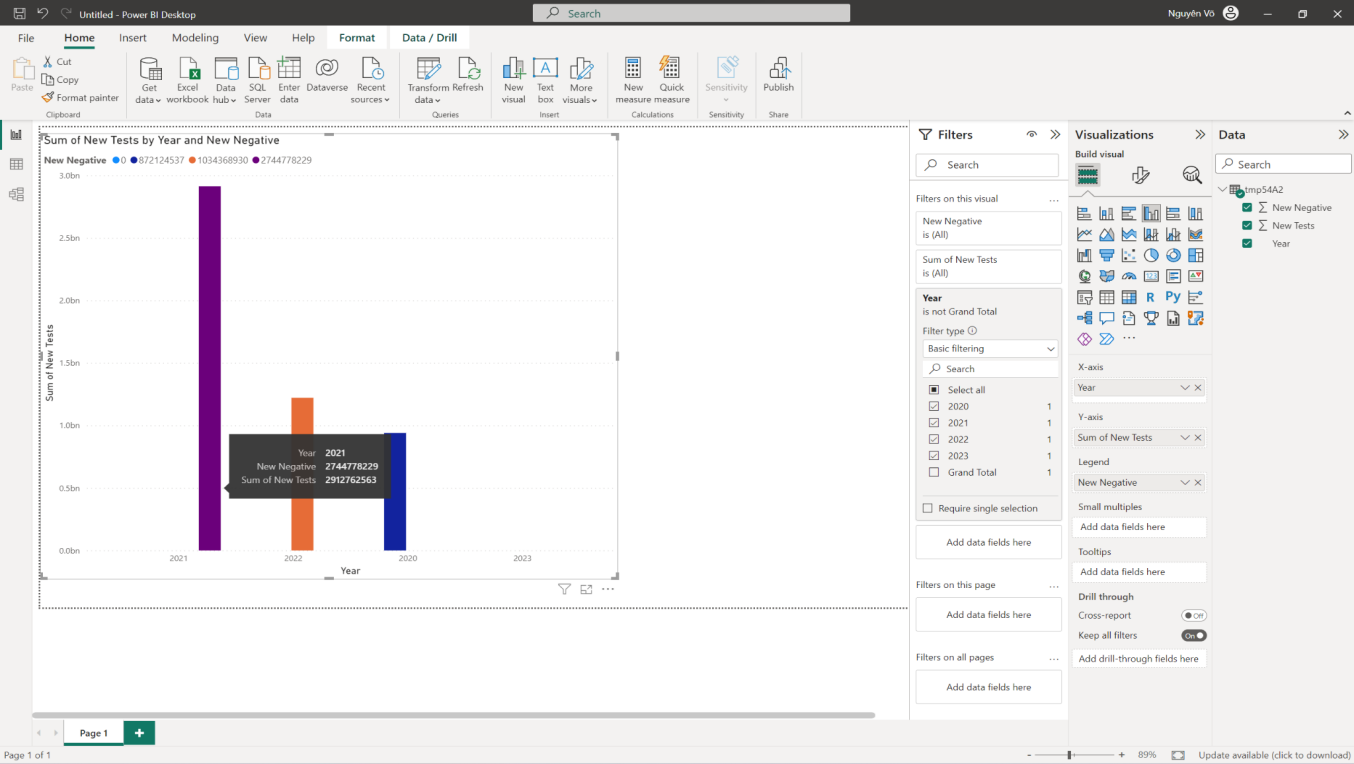 Untitled - Power BI Desktop
Search
Nguyên Võ
File Home Insert Modeling View Help Format Data / Drill
Paste
Cut
Copy
Format painter
Clipboard
Get data
Excel workbook
Data hub
SQL Server
Enter data
Dataverse
Recent sources
Data
Transform data
Refresh
Queries
New visual
Text box
More visuals
Insert
New measure
Quick measure
Calculations
Sensitivity
Sensitivity
Publish
Share
Sum of New Tests by Year and New Negative
New Negative 0 872124537 1034368930 2744778229
3.0bn
2.5bn
2.0bn
1.5bn
1.0bn
0.5bn
0.0bn
Sum of New Tests
Year 2021
New Negative 2744778229
Sum of New Tests 2912762563
2021 2022 2020 2023
Year
Filters
Search
Filters on this visual ...
New Negative
is (All)
Sum of New Tests
is (All)
Year
is not Grand Total
Filter type
Basic filtering
Search
Select all
2020 1
2021 1
2022 1
2023 1
Grand Total 1
Require single selection
Add data fields here
Filters on this page ...
Add data fields here
Filters on all pages ...
Add data fields here
Visualizations
Build visual
123
R Py
...
X-axis
Year
Y-axis
Sum of New Tests
Legend
New Negative
Small multiples
Add data fields here
Tooltips
Add data fields here
Drill through
Cross-report Off
Keep all filters On
Add drill-through fields here
Data
Search
tmp54A2
New Negative
New Tests
Year
Page 1
Page 1 of 1
- + 89%
Update available (click to download)